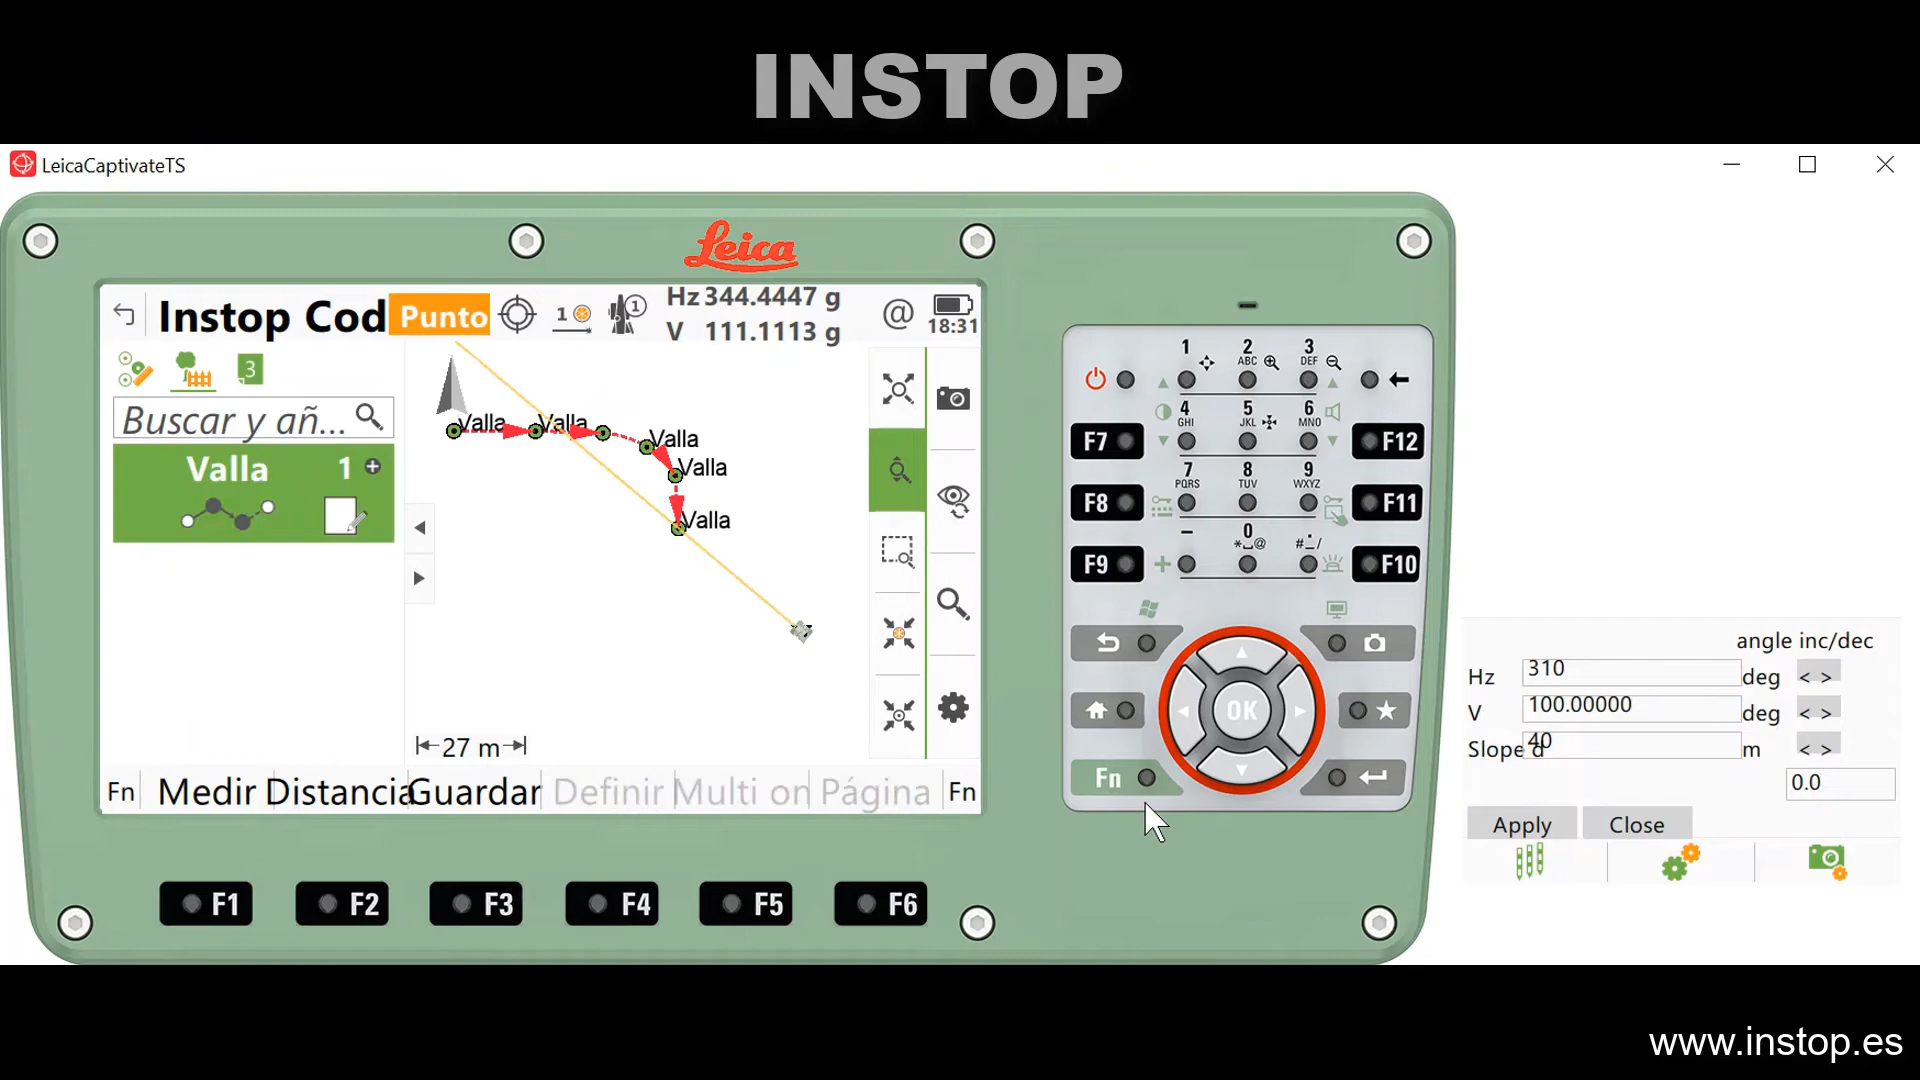 INSTOP
LeicaCaptivateTS
Leica
Instop Cod
Punto
1
1
Hz 344.4447 g
V 111.1113 g
@
18:31
3
Buscar y añ...
Valla 1
Valla
Valla
Valla
Valla
Valla
27 m
Fn
Medir
Distancia
Guardar
Definir
Multi on
Página
Fn
F1
F2
F3
F4
F5
F6
1
2 ABC
3 DEF
4 GHI
5 JKL
6 MNO
7 PQRS
8 TUV
9 WXYZ
0
*␣@
#./
F7
F8
F9
F12
F11
F10
OK
Fn
angle inc/dec
Hz 310 deg < >
V 100.00000 deg < >
Slope d 40 m < >
0.0
Apply
Close
www.instop.es